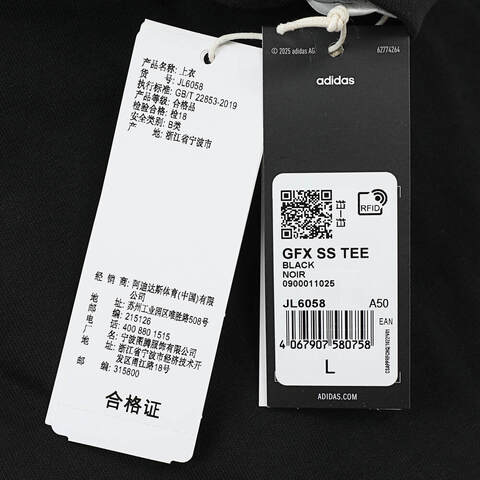 产品名称: 上衣
货 号: JL6058
执行标准: GB/T 22853-2019
产品等级: 合格品
检验合格: 检18
安全类别: B类
产 地: 浙江省宁波市
经 销 商: 阿迪达斯体育(中国)有限公司
地 址: 苏州工业园区唯胜路508号
邮 编: 215126
电 话: 400 880 1515
厂 名: 宁波图腾服饰有限公司
地 址: 浙江省宁波市经济技术开发区甬江路18号
邮 编: 315800
合格证
© 2025 adidas AG
62774264
adidas
RFID
GFX SS TEE
BLACK
NOIR
0900011025
JL6058 A50
EAN
4 067907 580758
L
ADIDAS.COM